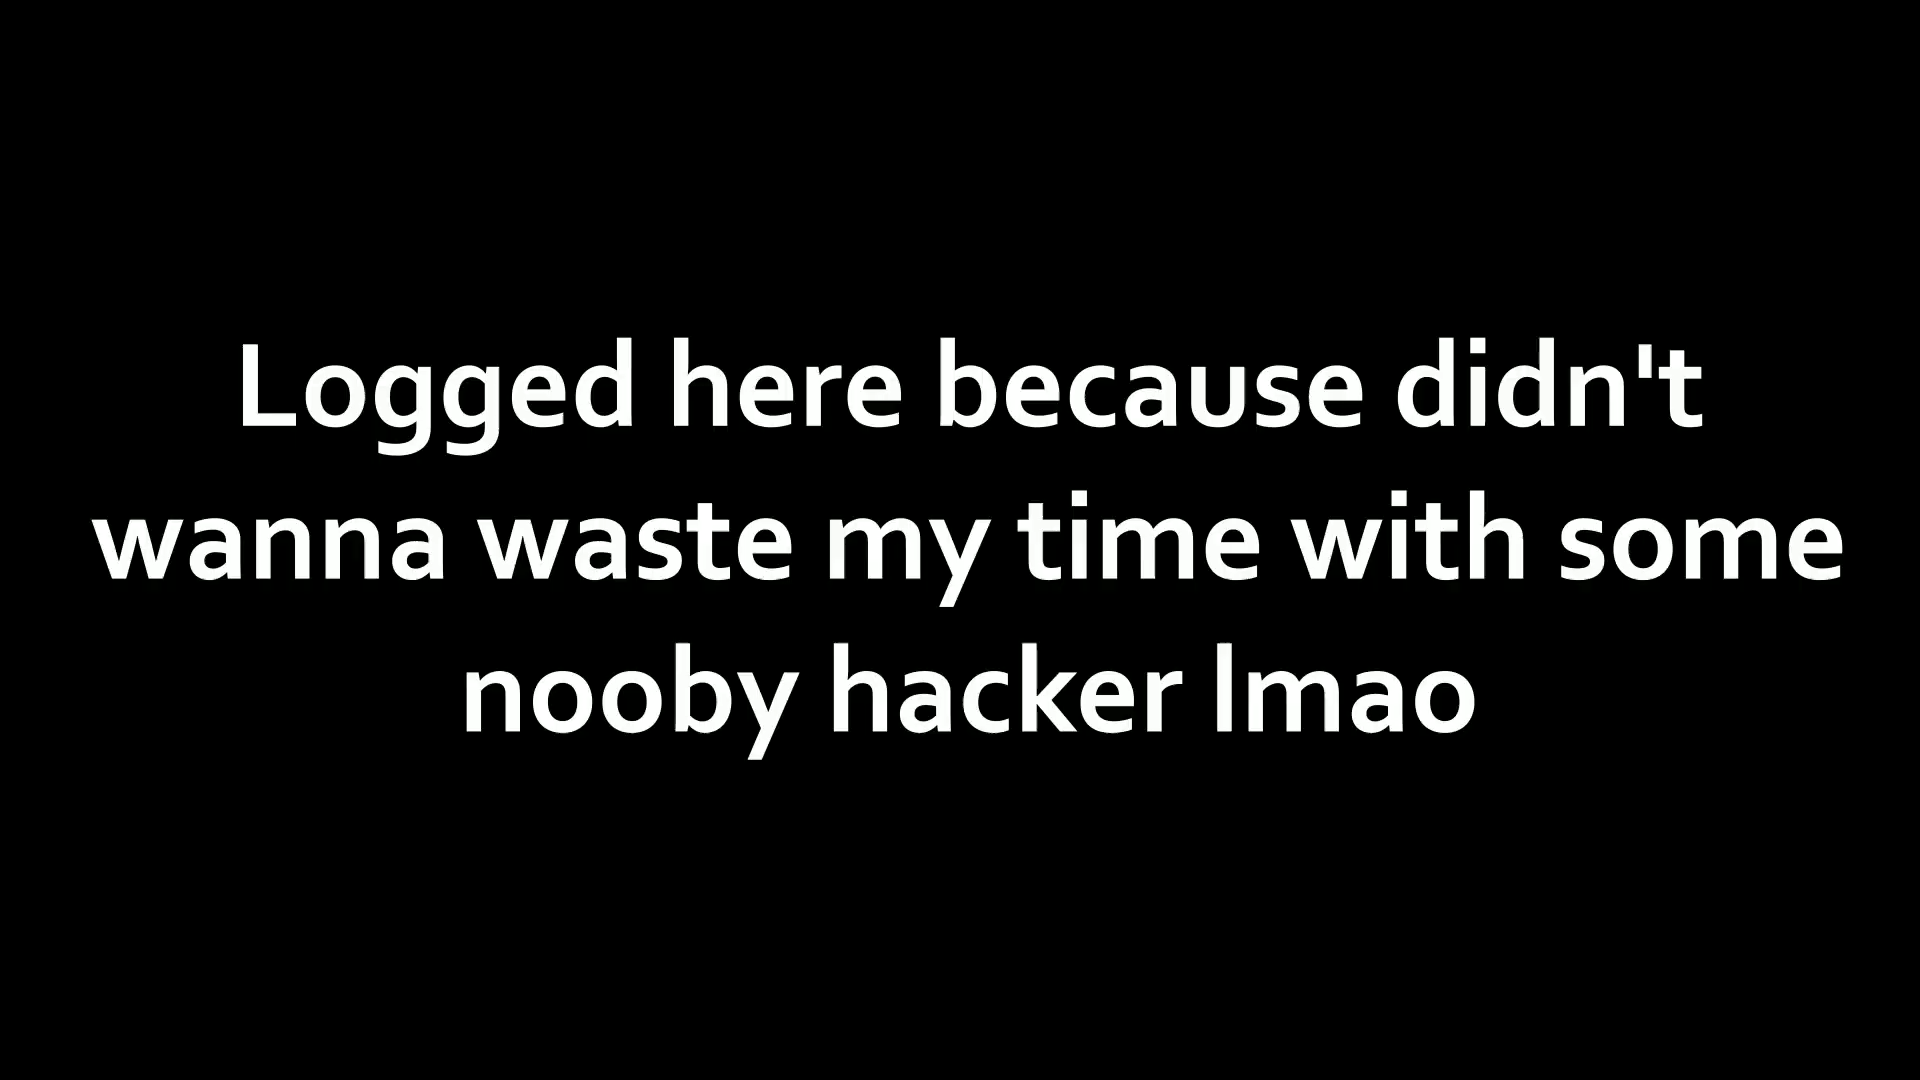 Logged here because didn't
wanna waste my time with some
nooby hacker lmao